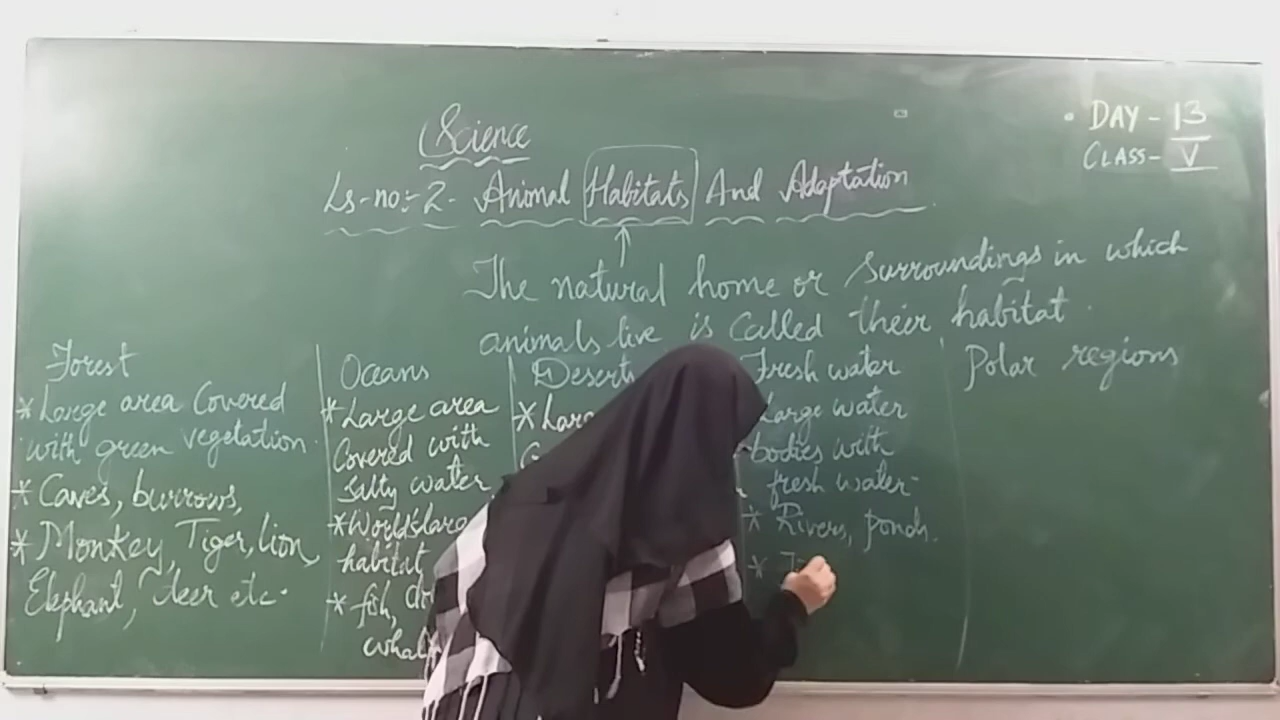 Science
DAY - 13
CLASS - V
Ls-no:-2- Animal Habitats And Adaptation
The natural home or surroundings in which
animals live is called their habitat.
Forest
* Large area Covered
with green vegetation.
* Caves, burrows,
* Monkey, Tiger, lion,
Elephant, deer etc.
Oceans
* Large area
Covered with
salty water
* World's
habitat
* fish,
Desert
*
Fresh water
Large water
bodies with
fresh water.
* Rivers, ponds.
*
Polar regions